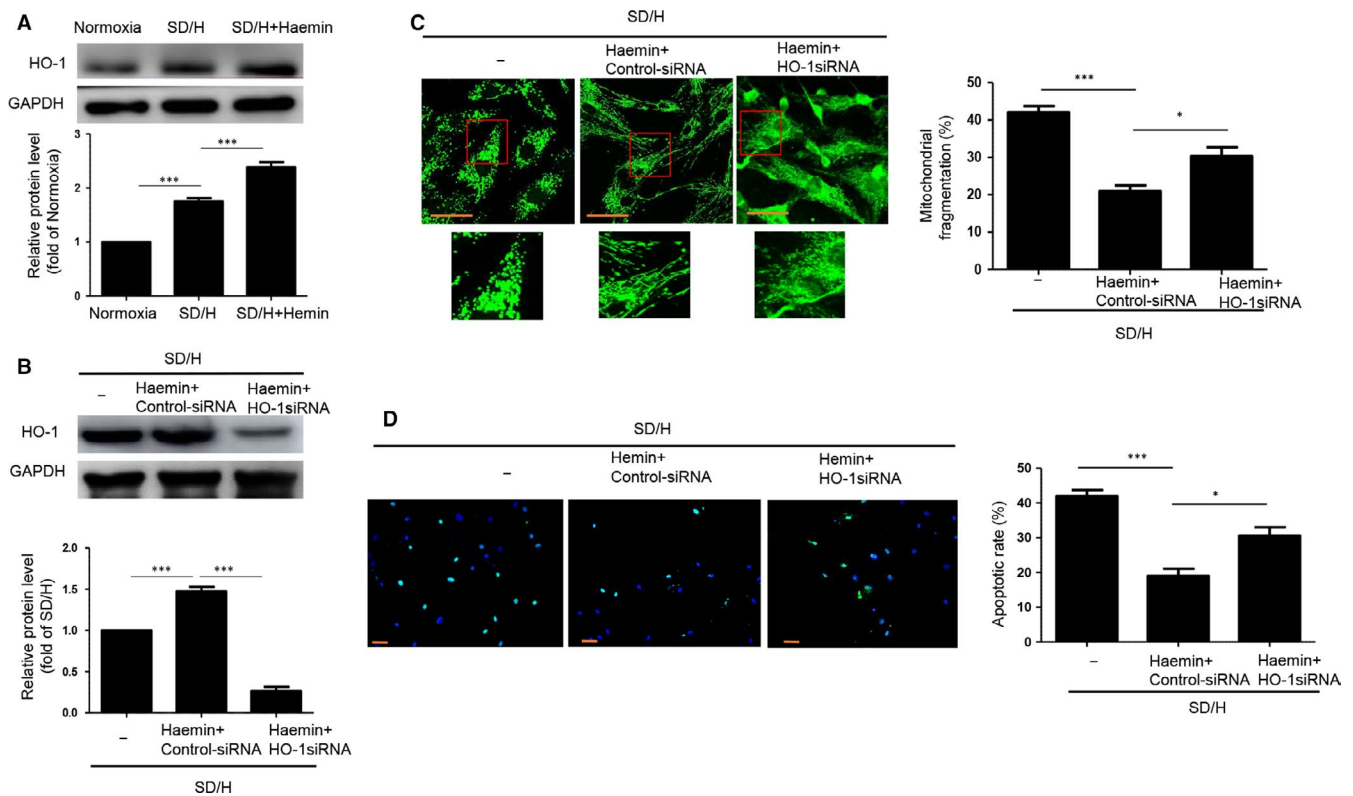 A
Normoxia SD/H SD/H+Haemin
HO-1
GAPDH
Relative protein level
(fold of Normoxia)
3
2
1
0
***
***
Normoxia SD/H SD/H+Hemin
B
SD/H
– Haemin+
Control-siRNA
Haemin+
HO-1siRNA
HO-1
GAPDH
Relative protein level
(fold of SD/H)
2.0
1.5
1.0
0.5
0.0
*** ***
– Haemin+
Control-siRNA
Haemin+
HO-1siRNA
SD/H
C
SD/H
– Haemin+
Control-siRNA
Haemin+
HO-1siRNA
Mitochondrial
fragmentation (%)
50
40
30
20
10
0
***
*
– Haemin+
Control-siRNA
Haemin+
HO-1siRNA
SD/H
D
SD/H
– Hemin+
Control-siRNA
Hemin+
HO-1siRNA
Apoptotic rate (%)
50
40
30
20
10
0
***
*
– Haemin+
Control-siRNA
Haemin+
HO-1siRNA
SD/H